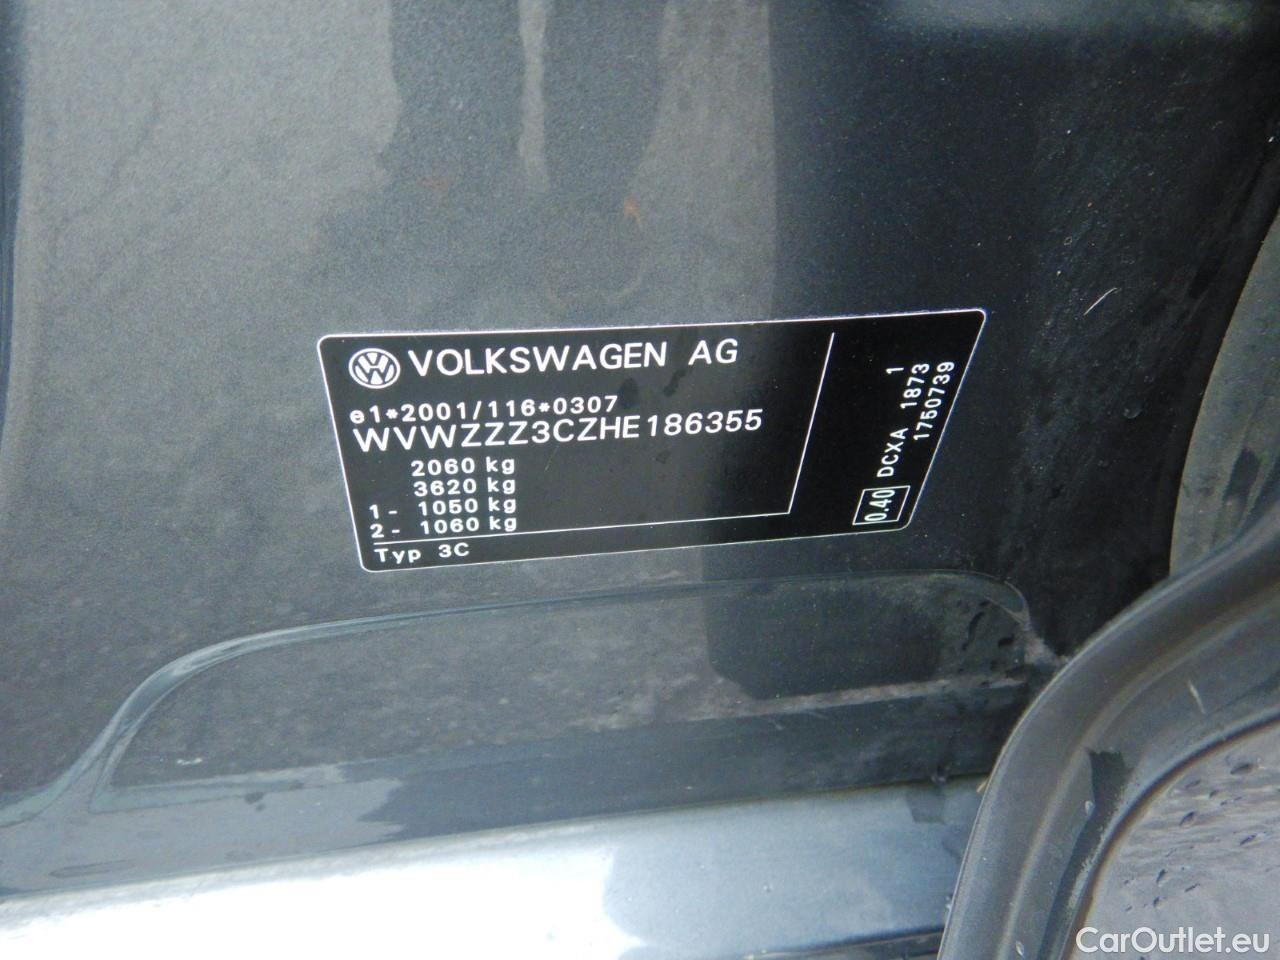 VOLKSWAGEN AG
e1*2001/116*0307
WVWZZZ3CZHE186355
2060 kg
3620 kg
1- 1050 kg
2- 1060 kg
Typ 3C
1
DCXA 1873
1750739
0.40
CarOutlet.eu